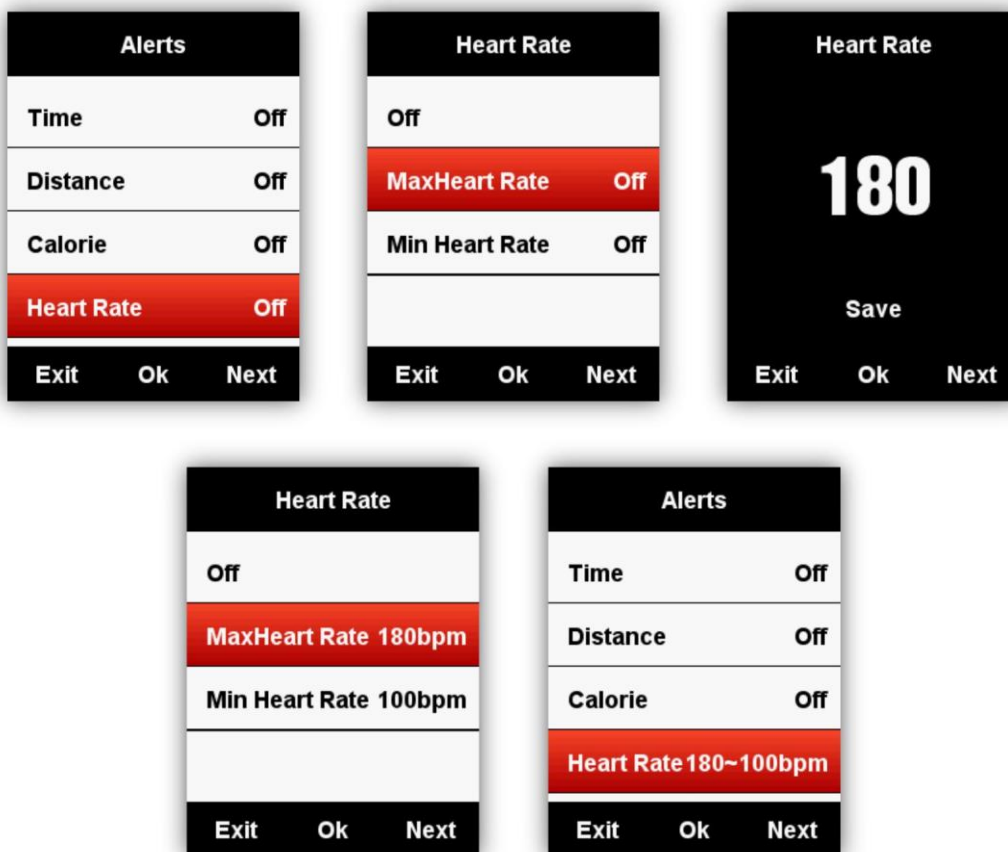 Alerts
Time Off
Distance Off
Calorie Off
Heart Rate Off
Exit Ok Next
Heart Rate
Off
MaxHeart Rate Off
Min Heart Rate Off
Exit Ok Next
Heart Rate
180
Save
Exit Ok Next
Heart Rate
Off
MaxHeart Rate 180bpm
Min Heart Rate 100bpm
Exit Ok Next
Alerts
Time Off
Distance Off
Calorie Off
Heart Rate180~100bpm
Exit Ok Next